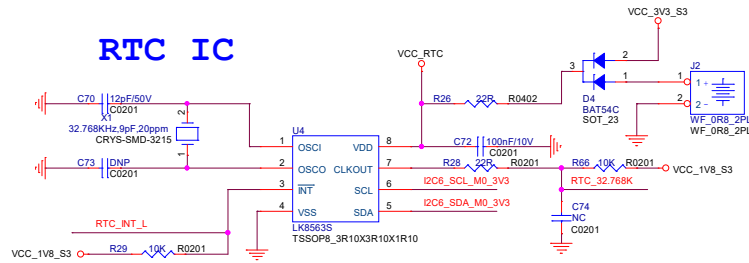 RTC IC
VCC_3V3_S3
VCC_RTC
C70 12pF/50V
C0201
X1
32.768KHz,9pF,20ppm
CRYS-SMD-3215
2
1
C73 DNP
C0201
U4
1 OSCI
2 OSCO
3 INT
4 VSS
VDD 8
CLKOUT 7
SCL 6
SDA 5
LK8563S
TSSOP8_3R10X3R10X1R10
RTC_INT_L
VCC_1V8_S3
R29 10K R0201
R26 22R R0402
3
2
1
D4
BAT54C
SOT_23
J2
1 1 +
2 2 -
WF_0R8_2PL
WF_0R8_2PL
C72 100nF/10V
C0201
R28 22R R0201
R66 10K R0201
VCC_1V8_S3
I2C6_SCL_M0_3V3
RTC_32.768K
I2C6_SDA_M0_3V3
C74
NC
C0201